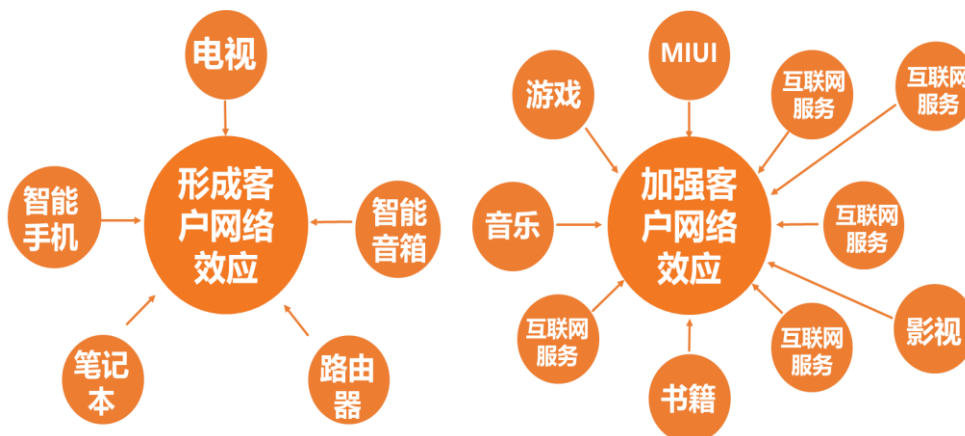 电视
智能
手机
形成客
户网络
效应
智能
音箱
笔记
本
路由
器
MIUI
游戏
互联网
服务
互联网
服务
音乐
加强客
户网络
效应
互联网
服务
互联网
服务
书籍
互联网
服务
影视